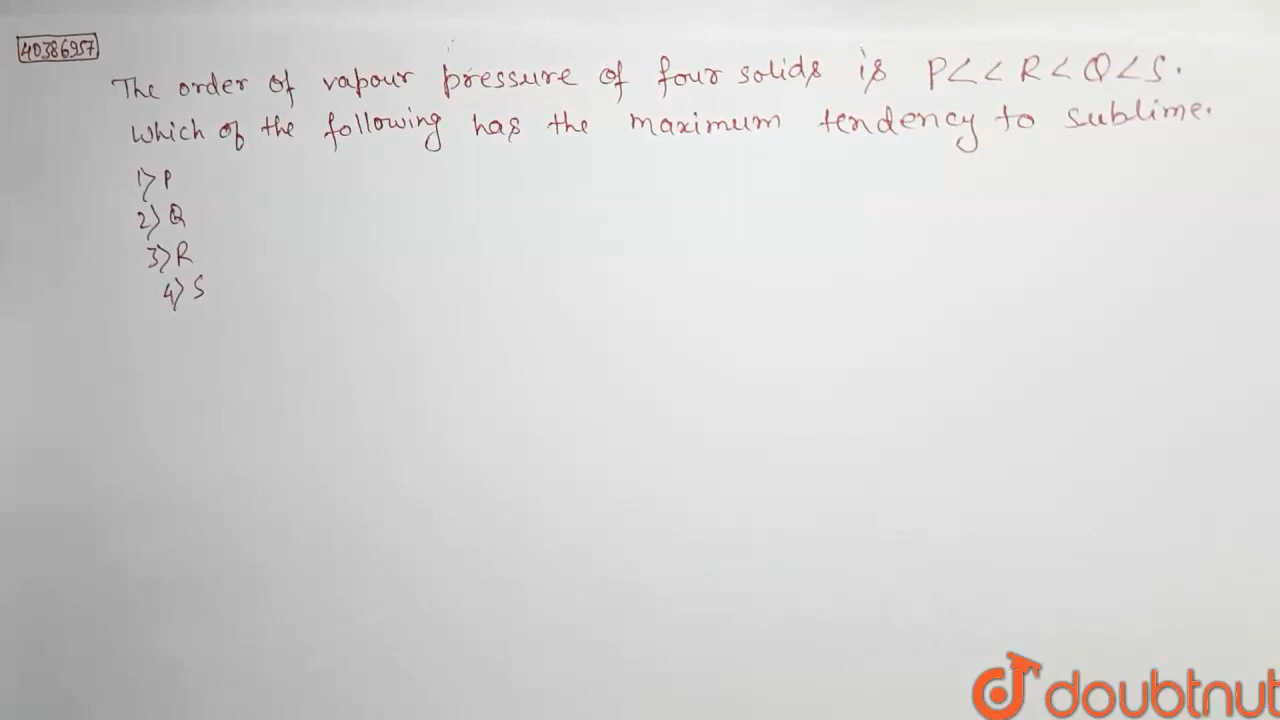 40386957
The order of vapour pressure of four solids is P<<R<Q<S.
Which of the following has the maximum tendency to sublime.
1) P
2) Q
3) R
4) S
doubtnut